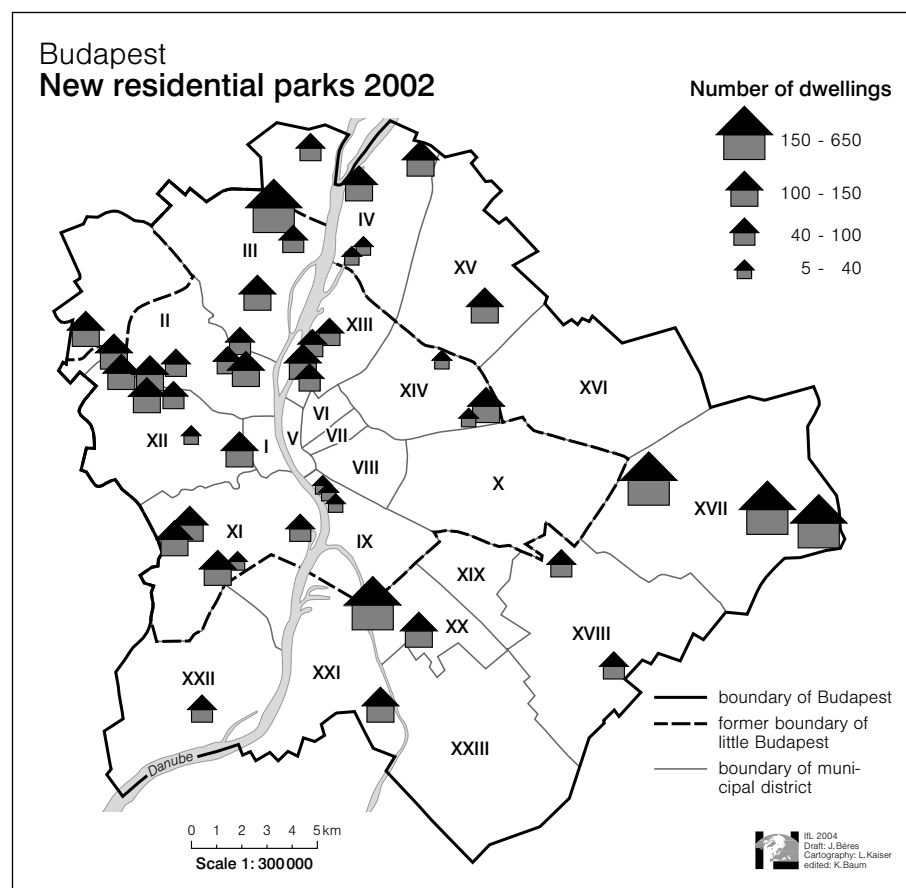 Budapest
New residential parks 2002
Number of dwellings
150 - 650
100 - 150
40 - 100
5 - 40
IV
III
XV
II
XIII
XVI
XIV
VI
XII
I
V
VII
VIII
X
XVII
XI
IX
XIX
XX
XVIII
XXII
XXI
XXIII
Danube
boundary of Budapest
former boundary of
little Budapest
boundary of muni-
cipal district
0 1 2 3 4 5 km
Scale 1: 300 000
IfL 2004
Draft: J.Béres
Cartography: L.Kaiser
edited: K.Baum